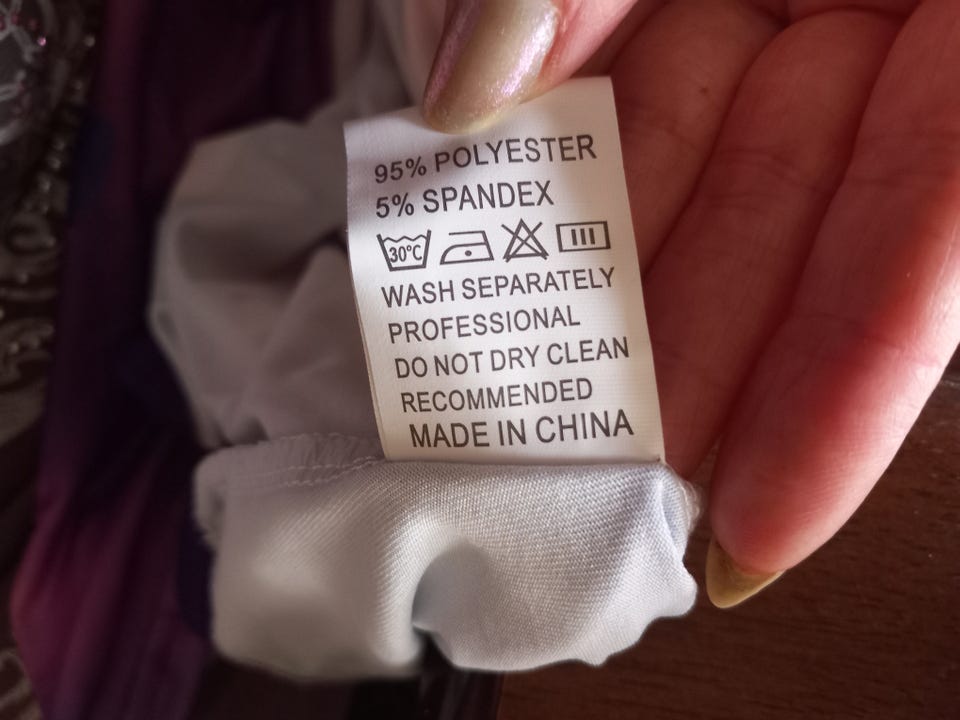 95% POLYESTER
5% SPANDEX
30°C
WASH SEPARATELY
PROFESSIONAL
DO NOT DRY CLEAN
RECOMMENDED
MADE IN CHINA